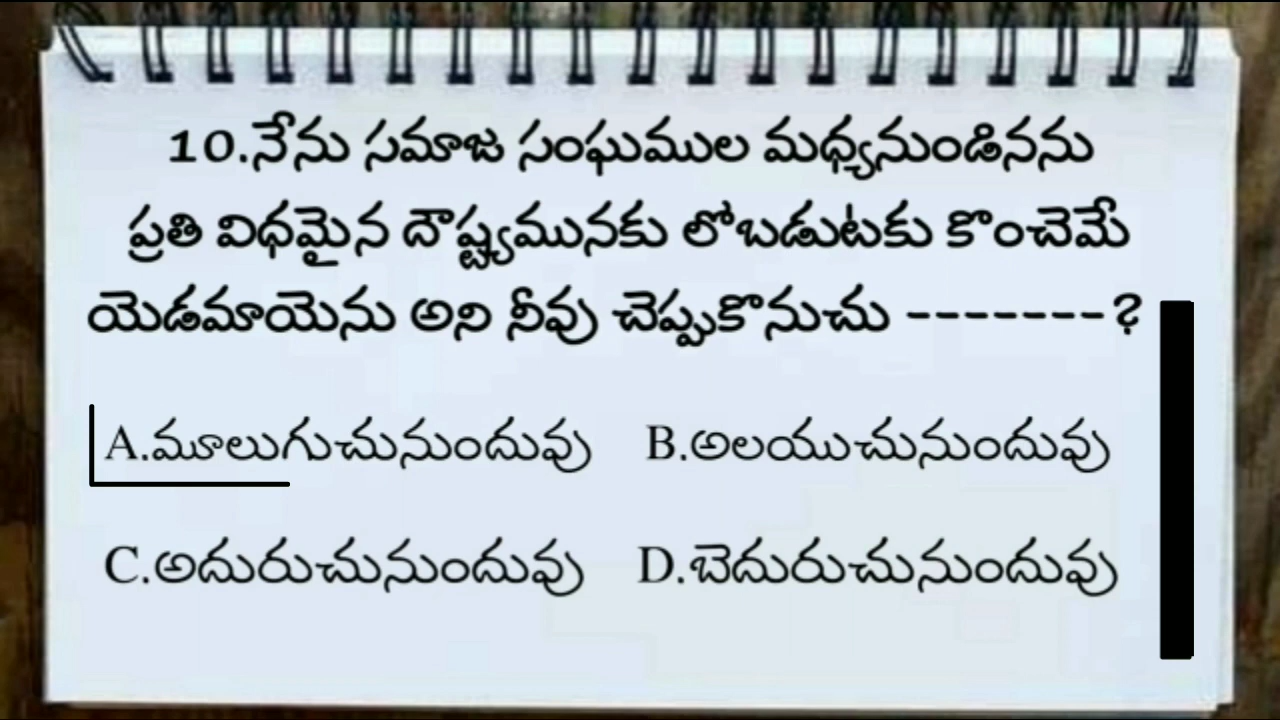 10.నేను సమాజ సంఘముల మధ్యనుండినను
ప్రతి విధమైన దౌష్ట్యమునకు లోబడుటకు కొంచెమే
యెడమాయెను అని నీవు చెప్పుకొనుచు -------?
A.మూలుగుచునుందువు B.అలయుచునుందువు
C.అదురుచునుందువు D.బెదురుచునుందువు